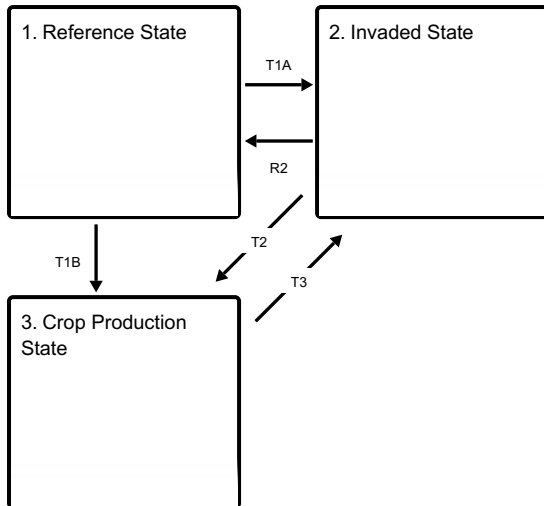 1. Reference State
2. Invaded State
T1A
R2
T1B
T2
T3
3. Crop Production
State